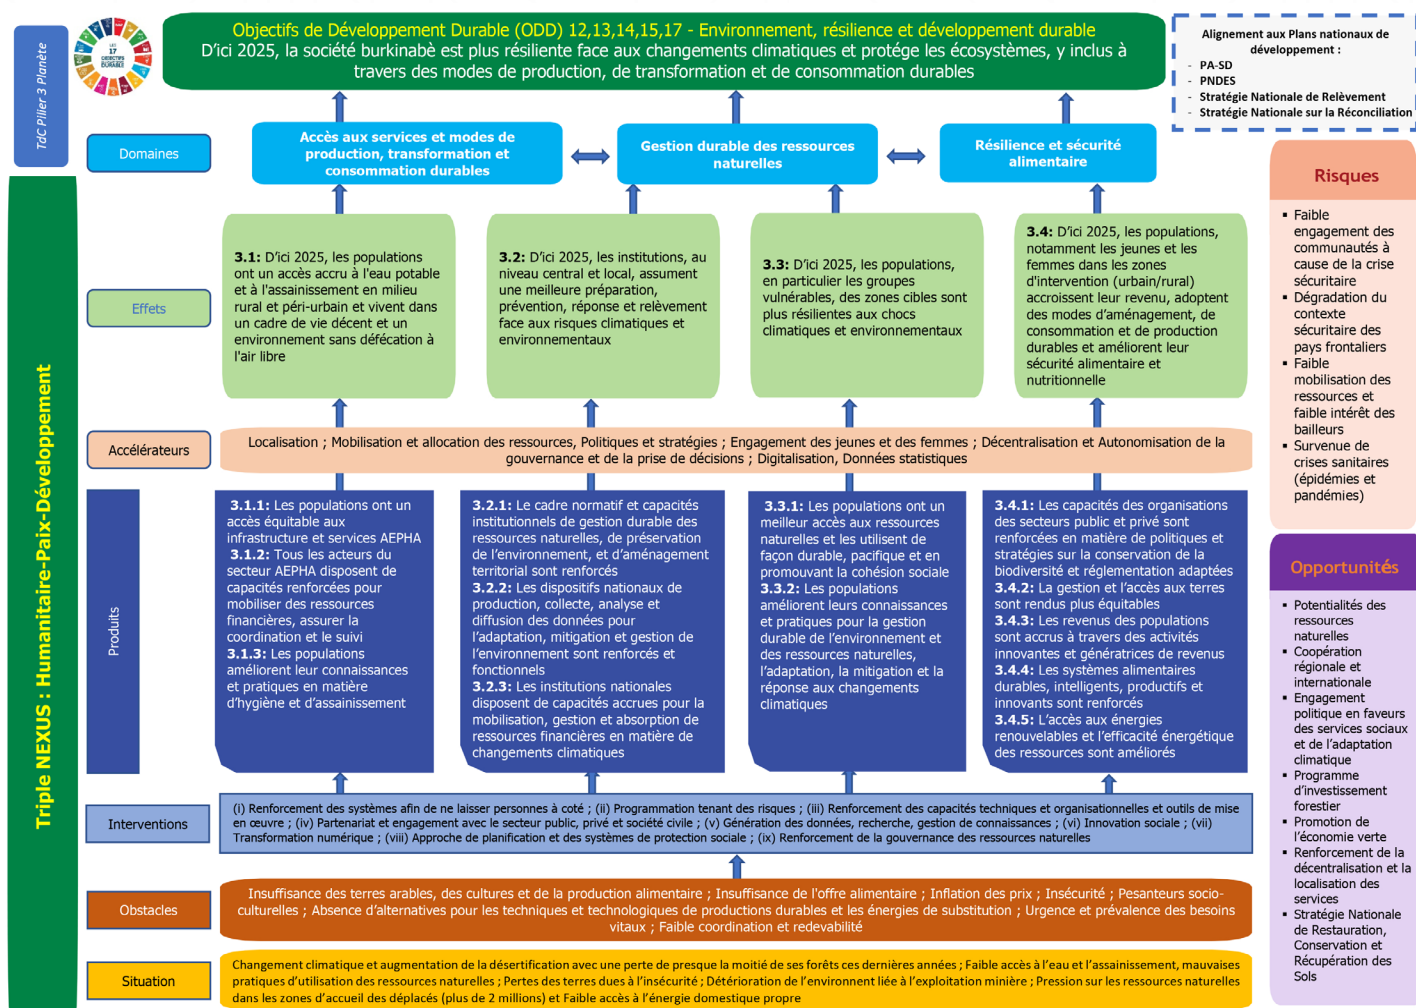 TdC Pilier 3 Planète
LES
17
OBJECTIFS
DURABLE
Objectifs de Développement Durable (ODD) 12,13,14,15,17 - Environnement, résilience et développement durable
D'ici 2025, la société burkinabè est plus résiliente face aux changements climatiques et protége les écosystèmes, y inclus à
travers des modes de production, de transformation et de consommation durables
Alignement aux Plans nationaux de
développement :
- PA-SD
- PNDES
- Stratégie Nationale de Relèvement
- Stratégie Nationale sur la Réconciliation
Triple NEXUS : Humanitaire-Paix-Développement
Domaines
Accès aux services et modes de
production, transformation et
consommation durables
Gestion durable des ressources
naturelles
Résilience et sécurité
alimentaire
Effets
3.1: D'ici 2025, les populations
ont un accès accru à l'eau potable
et à l'assainissement en milieu
rural et péri-urbain et vivent dans
un cadre de vie décent et un
environnement sans défécation à
l'air libre
3.2: D'ici 2025, les institutions, au
niveau central et local, assument
une meilleure préparation,
prévention, réponse et relèvement
face aux risques climatiques et
environnementaux
3.3: D'ici 2025, les populations,
en particulier les groupes
vulnérables, des zones cibles sont
plus résilientes aux chocs
climatiques et environnementaux
3.4: D'ici 2025, les populations,
notamment les jeunes et les
femmes dans les zones
d'intervention (urbain/rural)
accroissent leur revenu, adoptent
des modes d'aménagement, de
consommation et de production
durables et améliorent leur
sécurité alimentaire et
nutritionnelle
Accélérateurs
Localisation ; Mobilisation et allocation des ressources, Politiques et stratégies ; Engagement des jeunes et des femmes ; Décentralisation et Autonomisation de la
gouvernance et de la prise de décisions ; Digitalisation, Données statistiques
Produits
3.1.1: Les populations ont un
accès équitable aux
infrastructure et services AEPHA
3.1.2: Tous les acteurs du
secteur AEPHA disposent de
capacités renforcées pour
mobiliser des ressources
financières, assurer la
coordination et le suivi
3.1.3: Les populations
améliorent leur connaissances
et pratiques en matière
d'hygiène et d'assainissement
3.2.1: Le cadre normatif et capacités
institutionnels de gestion durable des
ressources naturelles, de préservation
de l'environnement, et d'aménagement
territorial sont renforcés
3.2.2: Les dispositifs nationaux de
production, collecte, analyse et
diffusion des données pour
l'adaptation, mitigation et gestion de
l'environnement sont renforcés et
fonctionnels
3.2.3: Les institutions nationales
disposent de capacités accrues pour la
mobilisation, gestion et absorption de
ressources financières en matière de
changements climatiques
3.3.1: Les populations ont un
meilleur accès aux ressources
naturelles et les utilisent de
façon durable, pacifique et en
promouvant la cohésion sociale
3.3.2: Les populations
améliorent leurs connaissances
et pratiques pour la gestion
durable de l'environnement et
des ressources naturelles,
l'adaptation, la mitigation et la
réponse aux changements
climatiques
3.4.1: Les capacités des organisations
des secteurs public et privé sont
renforcées en matière de politiques et
stratégies sur la conservation de la
biodiversité et réglementation adaptées
3.4.2: La gestion et l'accès aux terres
sont rendus plus équitables
3.4.3: Les revenus des populations
sont accrus à travers des activités
innovantes et génératrices de revenus
3.4.4: Les systèmes alimentaires
durables, intelligents, productifs et
innovants sont renforcés
3.4.5: L'accès aux énergies
renouvelables et l'efficacité énergétique
des ressources sont améliorés
Interventions
(i) Renforcement des systèmes afin de ne laisser personnes à coté ; (ii) Programmation tenant des risques ; (iii) Renforcement des capacités techniques et organisationnelles et outils de mise
en œuvre ; (iv) Partenariat et engagement avec le secteur public, privé et société civile ; (v) Génération des données, recherche, gestion de connaissances ; (vi) Innovation sociale ; (vii)
Transformation numérique ; (viii) Approche de planification et des systèmes de protection sociale ; (ix) Renforcement de la gouvernance des ressources naturelles
Obstacles
Insuffisance des terres arables, des cultures et de la production alimentaire ; Insuffisance de l'offre alimentaire ; Inflation des prix ; Insécurité ; Pesanteurs socio-
culturelles ; Absence d'alternatives pour les techniques et technologiques de productions durables et les énergies de substitution ; Urgence et prévalence des besoins
vitaux ; Faible coordination et redevabilité
Situation
Changement climatique et augmentation de la désertification avec une perte de presque la moitié de ses forêts ces dernières années ; Faible accès à l'eau et l'assainissement, mauvaises
pratiques d'utilisation des ressources naturelles ; Pertes des terres dues à l'insécurité ; Détérioration de l'environnent liée à l'exploitation minière ; Pression sur les ressources naturelles
dans les zones d'accueil des déplacés (plus de 2 millions) et Faible accès à l'énergie domestique propre
Risques
▪ Faible
engagement des
communautés à
cause de la crise
sécuritaire
▪ Dégradation du
contexte
sécuritaire des
pays frontaliers
▪ Faible
mobilisation des
ressources et
faible intérêt des
bailleurs
▪ Survenue de
crises sanitaires
(épidémies et
pandémies)
Opportunités
▪ Potentialités des
ressources
naturelles
▪ Coopération
régionale et
internationale
▪ Engagement
politique en faveurs
des services sociaux
et de l'adaptation
climatique
▪ Programme
d'investissement
forestier
▪ Promotion de
l'économie verte
▪ Renforcement de la
décentralisation et la
localisation des
services
▪ Stratégie Nationale
de Restauration,
Conservation et
Récupération des
Sols